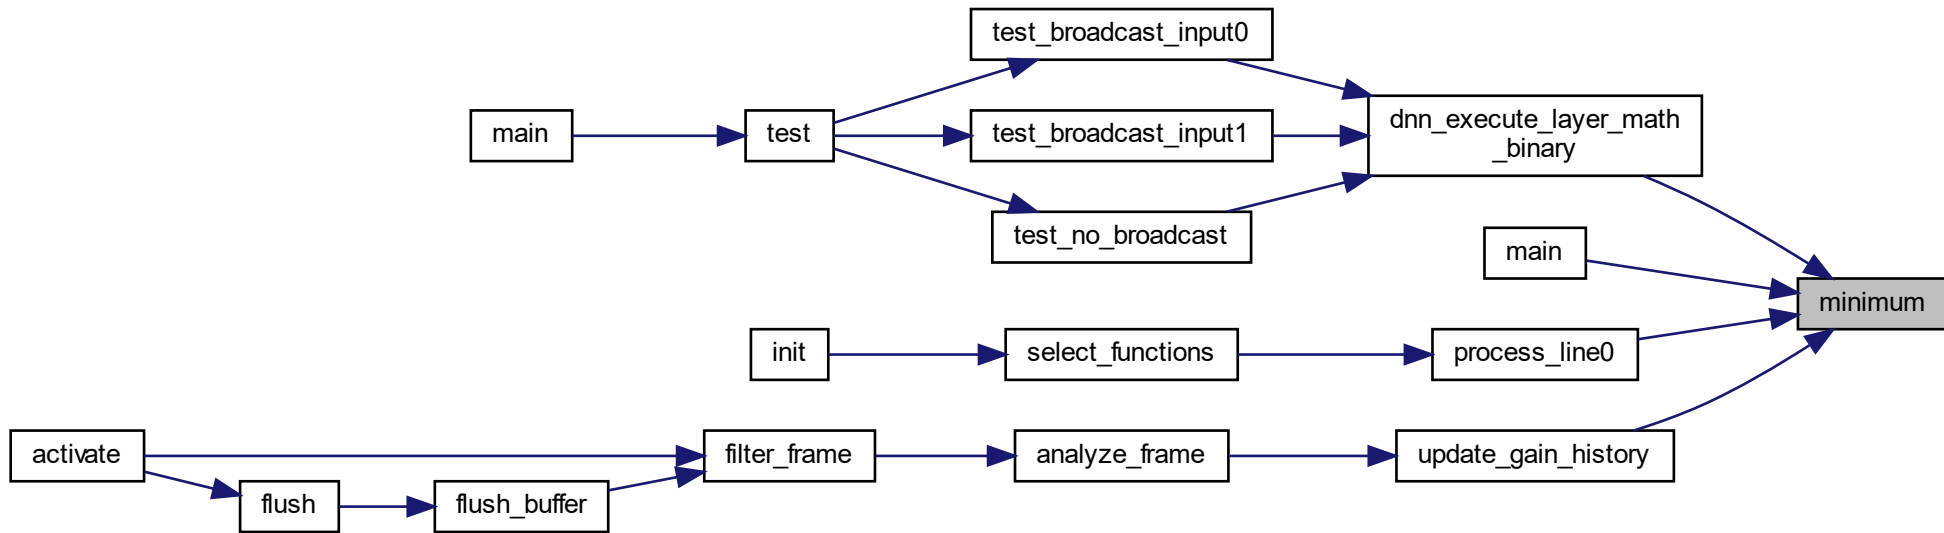 test_broadcast_input0
dnn_execute_layer_math
_binary
main
test
test_broadcast_input1
test_no_broadcast
main
minimum
init
select_functions
process_line0
activate
filter_frame
analyze_frame
update_gain_history
flush
flush_buffer